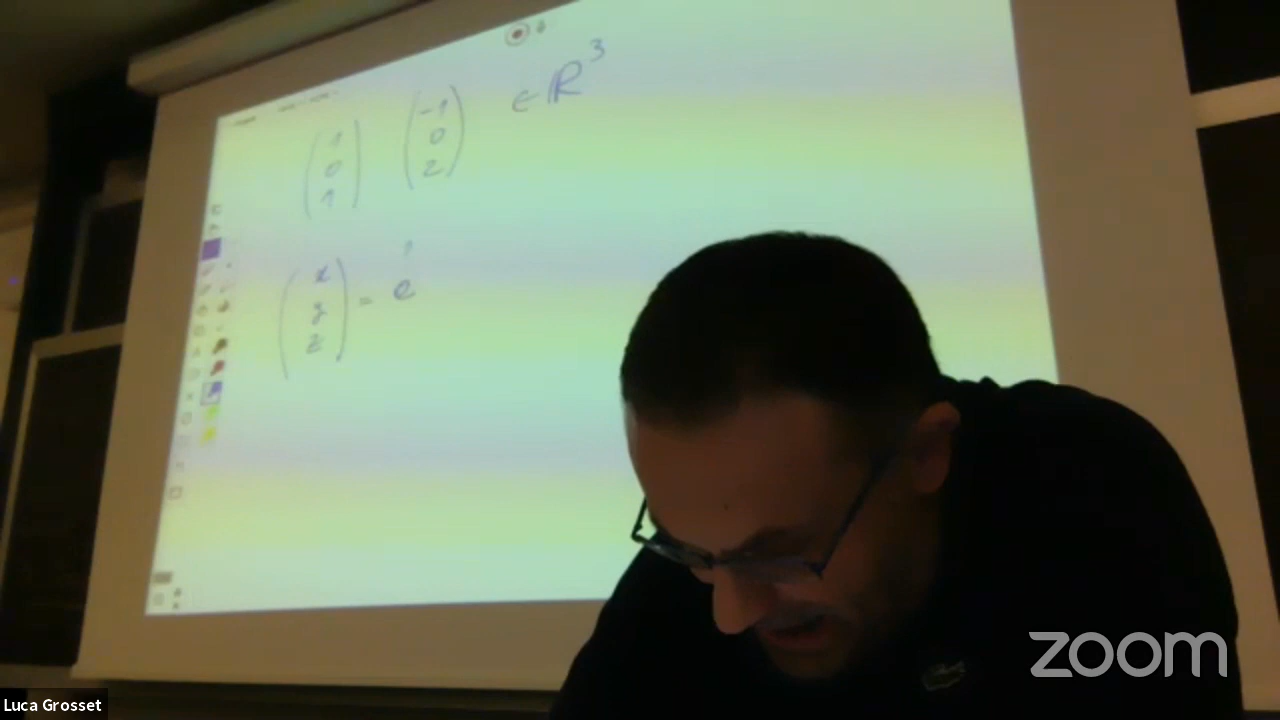 ( 1 0 1 ) ( -1 0 2 ) ∈ ℝ³
( x y z ) = e
zoom
Luca Grosset